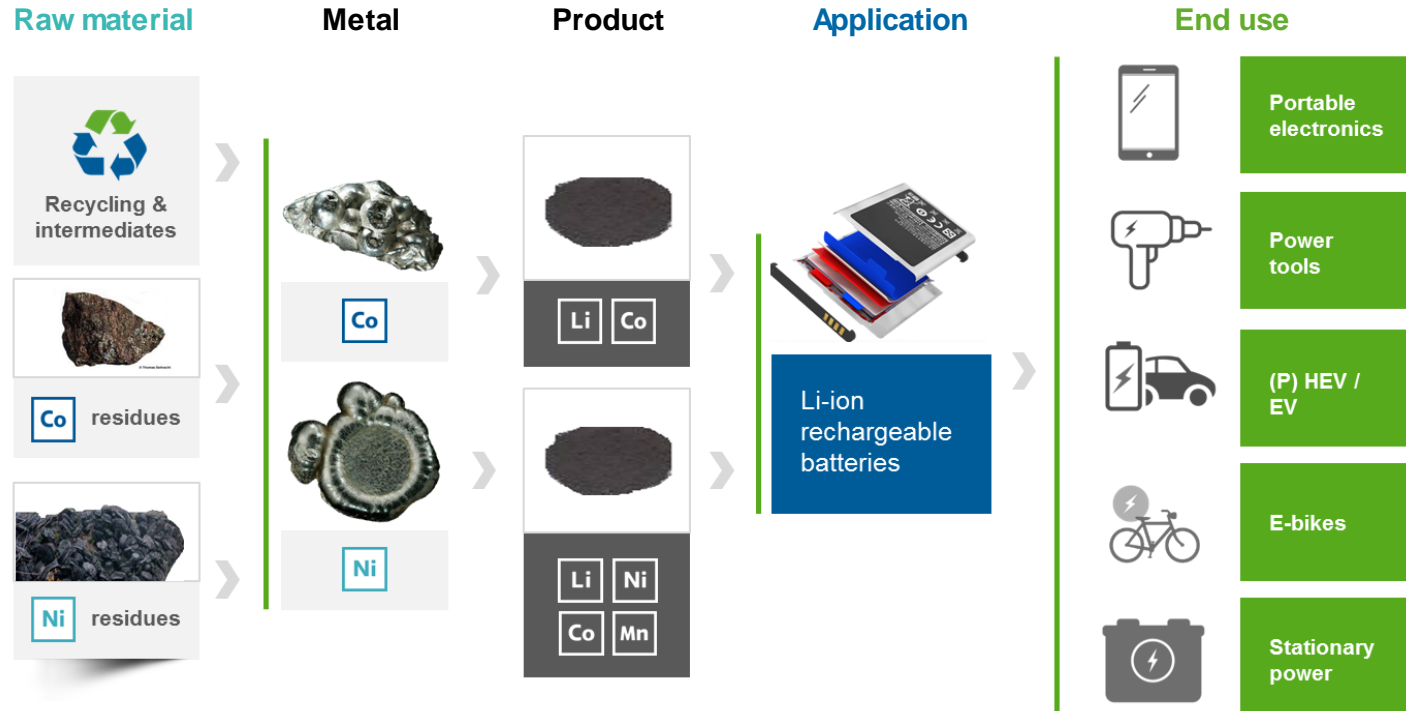 Raw material
Metal
Product
Application
End use
Recycling &
intermediates
Co residues
Ni residues
Co
Ni
Li Co
Li Ni
Co Mn
Li-ion
rechargeable
batteries
Portable
electronics
Power
tools
(P) HEV /
EV
E-bikes
Stationary
power